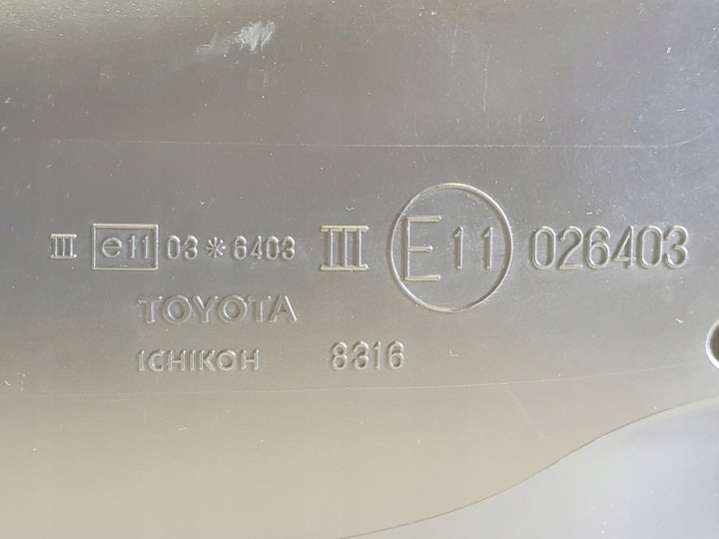 III e11 03*6403 III E11 026403
TOYOTA
ICHIKOH 8316